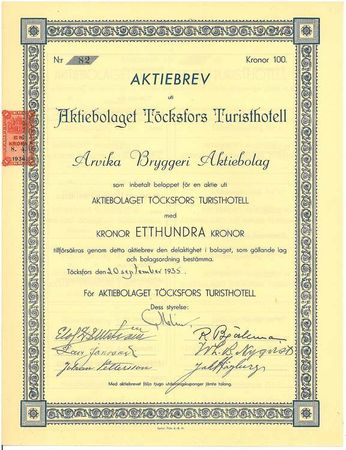 Nr 82 Kronor 100.
AKTIEBREV
uti
Aktiebolaget Töcksfors Turisthotell
Arvika Bryggeri Aktiebolag
som inbetalt beloppet för en aktie uti
AKTIEBOLAGET TÖCKSFORS TURISTHOTELL
med
KRONOR ETTHUNDRA KRONOR
tillförsäkras genom detta aktiebrev den delaktighet i bolaget, som gällande lag
och bolagsordning bestämma.
Töcksfors den 20 september 1935.
För AKTIEBOLAGET TÖCKSFORS TURISTHOTELL
Dess styrelse:
Johan Pettersson
Med aktiebrevet följa tjugo utdelningskuponger jämte talong.